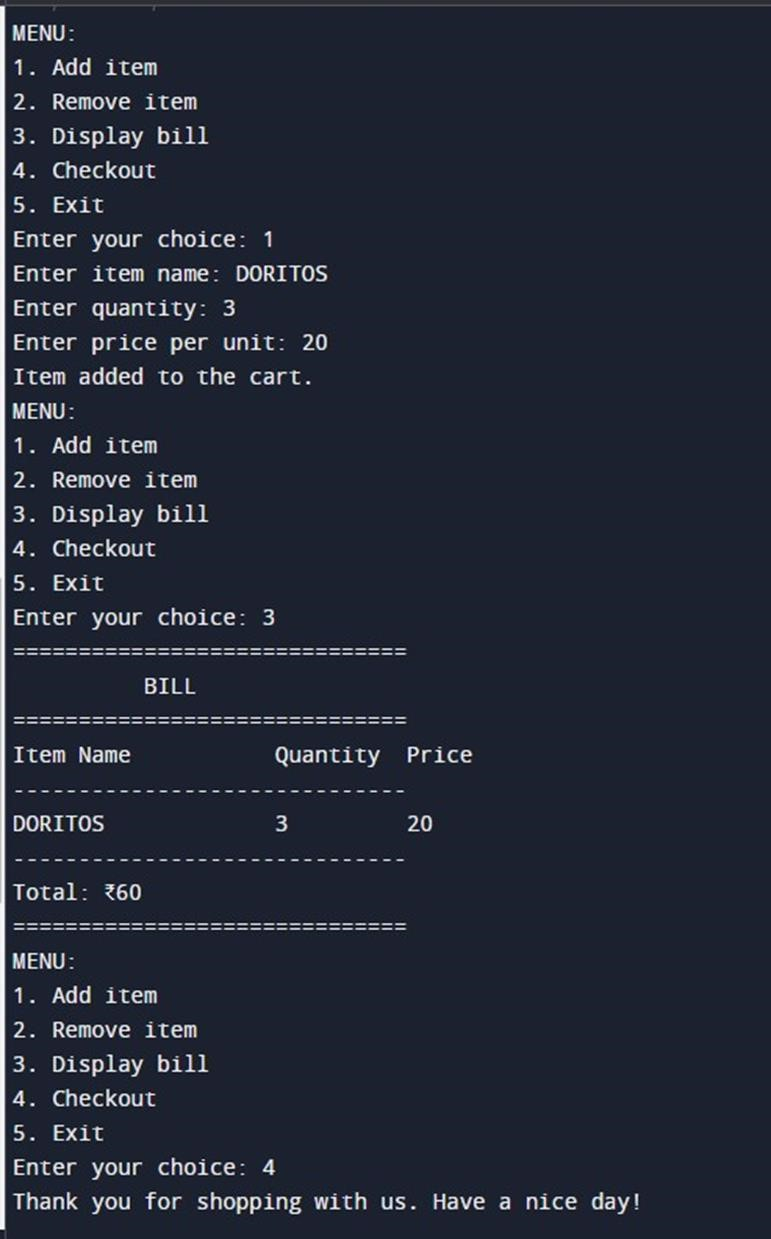 MENU:
1. Add item
2. Remove item
3. Display bill
4. Checkout
5. Exit
Enter your choice: 1
Enter item name: DORITOS
Enter quantity: 3
Enter price per unit: 20
Item added to the cart.
MENU:
1. Add item
2. Remove item
3. Display bill
4. Checkout
5. Exit
Enter your choice: 3
==============================
          BILL
==============================
Item Name           Quantity  Price
------------------------------
DORITOS             3         20
------------------------------
Total: ₹60
==============================
MENU:
1. Add item
2. Remove item
3. Display bill
4. Checkout
5. Exit
Enter your choice: 4
Thank you for shopping with us. Have a nice day!